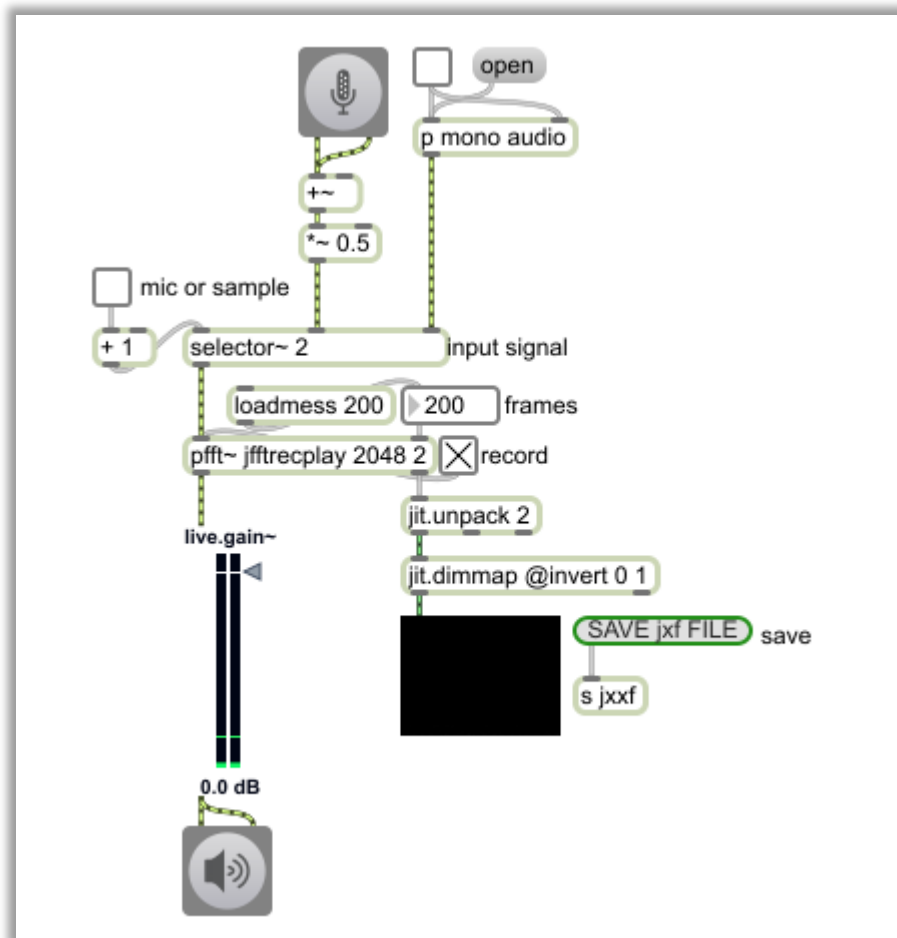 open
p mono audio
+~
*~ 0.5
mic or sample
+ 1
selector~ 2
input signal
loadmess 200
200
frames
pfft~ jfftrecplay 2048 2
record
jit.unpack 2
live.gain~
jit.dimmap @invert 0 1
SAVE jxf FILE
save
s jxxf
0.0 dB